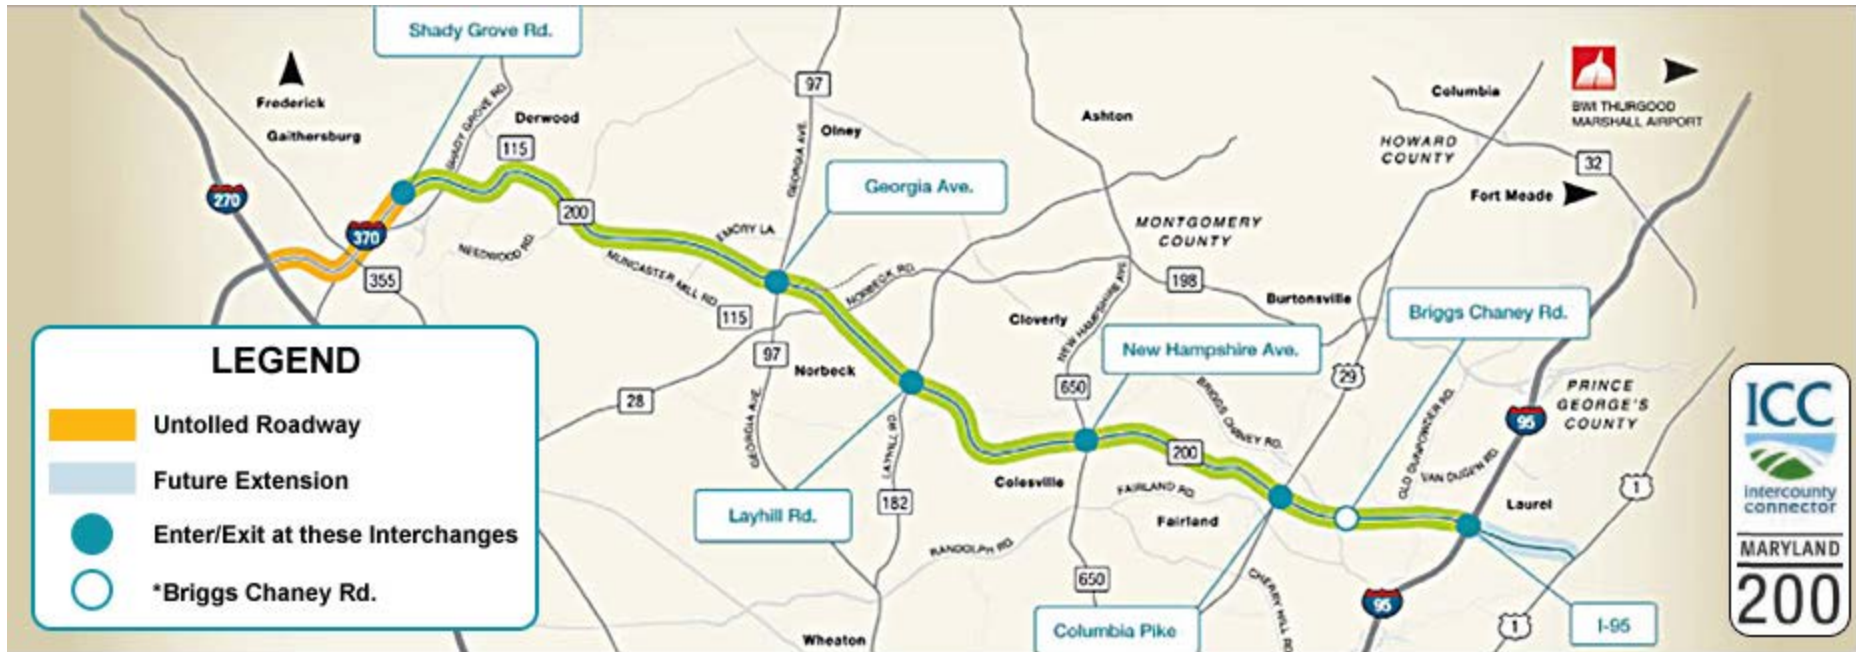 Shady Grove Rd.
Frederick
Gaithersburg
SHADY GROVE RD.
Derwood
115
97
Olney
GEORGIA AVE.
Georgia Ave.
Ashton
Columbia
HOWARD
COUNTY
BWI THURGOOD
MARSHALL AIRPORT
32
Fort Meade
270
370
355
200
NEEDWOOD RD.
EMORY LA
MUNCASTER MILL RD.
115
NORBECK RD.
MONTGOMERY
COUNTY
198
Burtonsville
Briggs Chaney Rd.
Cloverly
NEW HAMPSHIRE AVE
New Hampshire Ave.
97
Norbeck
28
GEORGIA AVE.
LAYHILL RD
650
29
BRIGGS CHANEY RD.
OLD GUNPOWDER RD.
VAN DUSEN RD.
95
PRINCE
GEORGE'S
COUNTY
200
Colesville
FAIRLAND RD
Fairland
Layhill Rd.
182
RANDOLPH RD.
650
Columbia Pike
CHERRY HILL RD
Laurel
1
95
1
I-95
Wheaton
LEGEND
Untolled Roadway
Future Extension
Enter/Exit at these Interchanges
*Briggs Chaney Rd.
ICC
intercounty
connector
MARYLAND
200